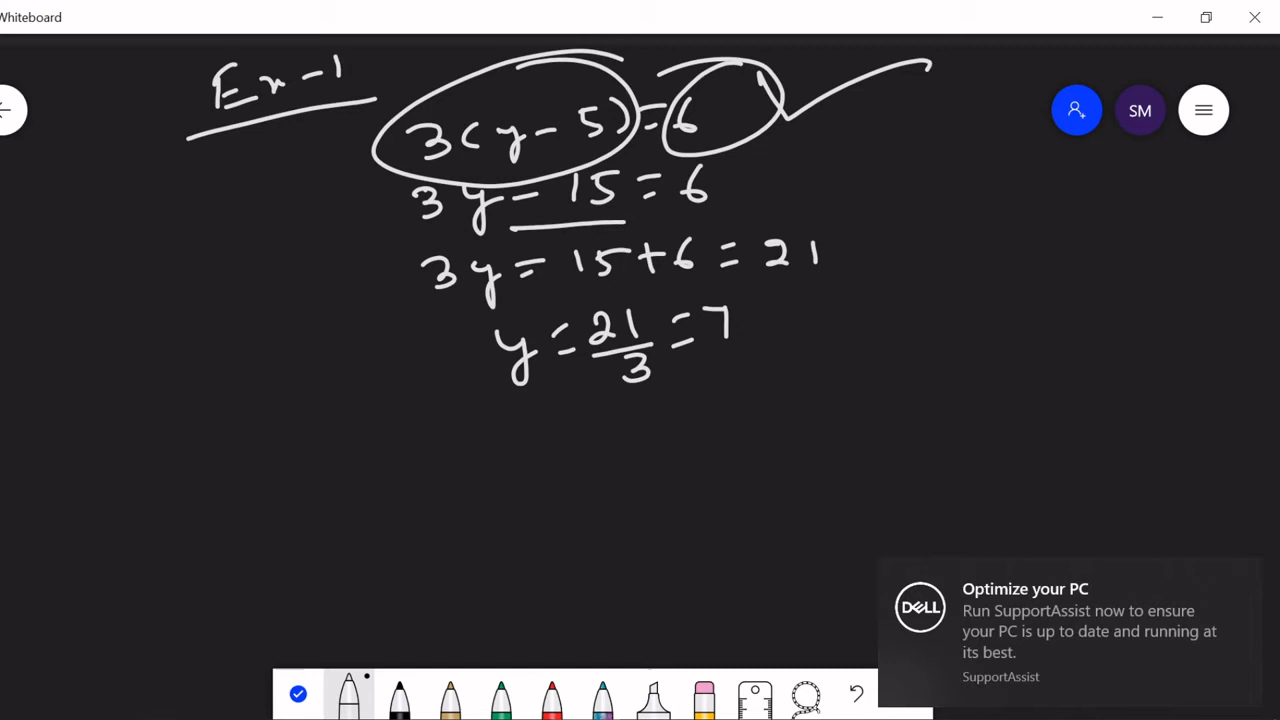 Whiteboard
Ex-1
3(y-5)=6
SM
3y-15=6
3y=15+6=21
y=21/3=7
Optimize your PC
DELL
Run SupportAssist now to ensure
your PC is up to date and running at
its best.
SupportAssist